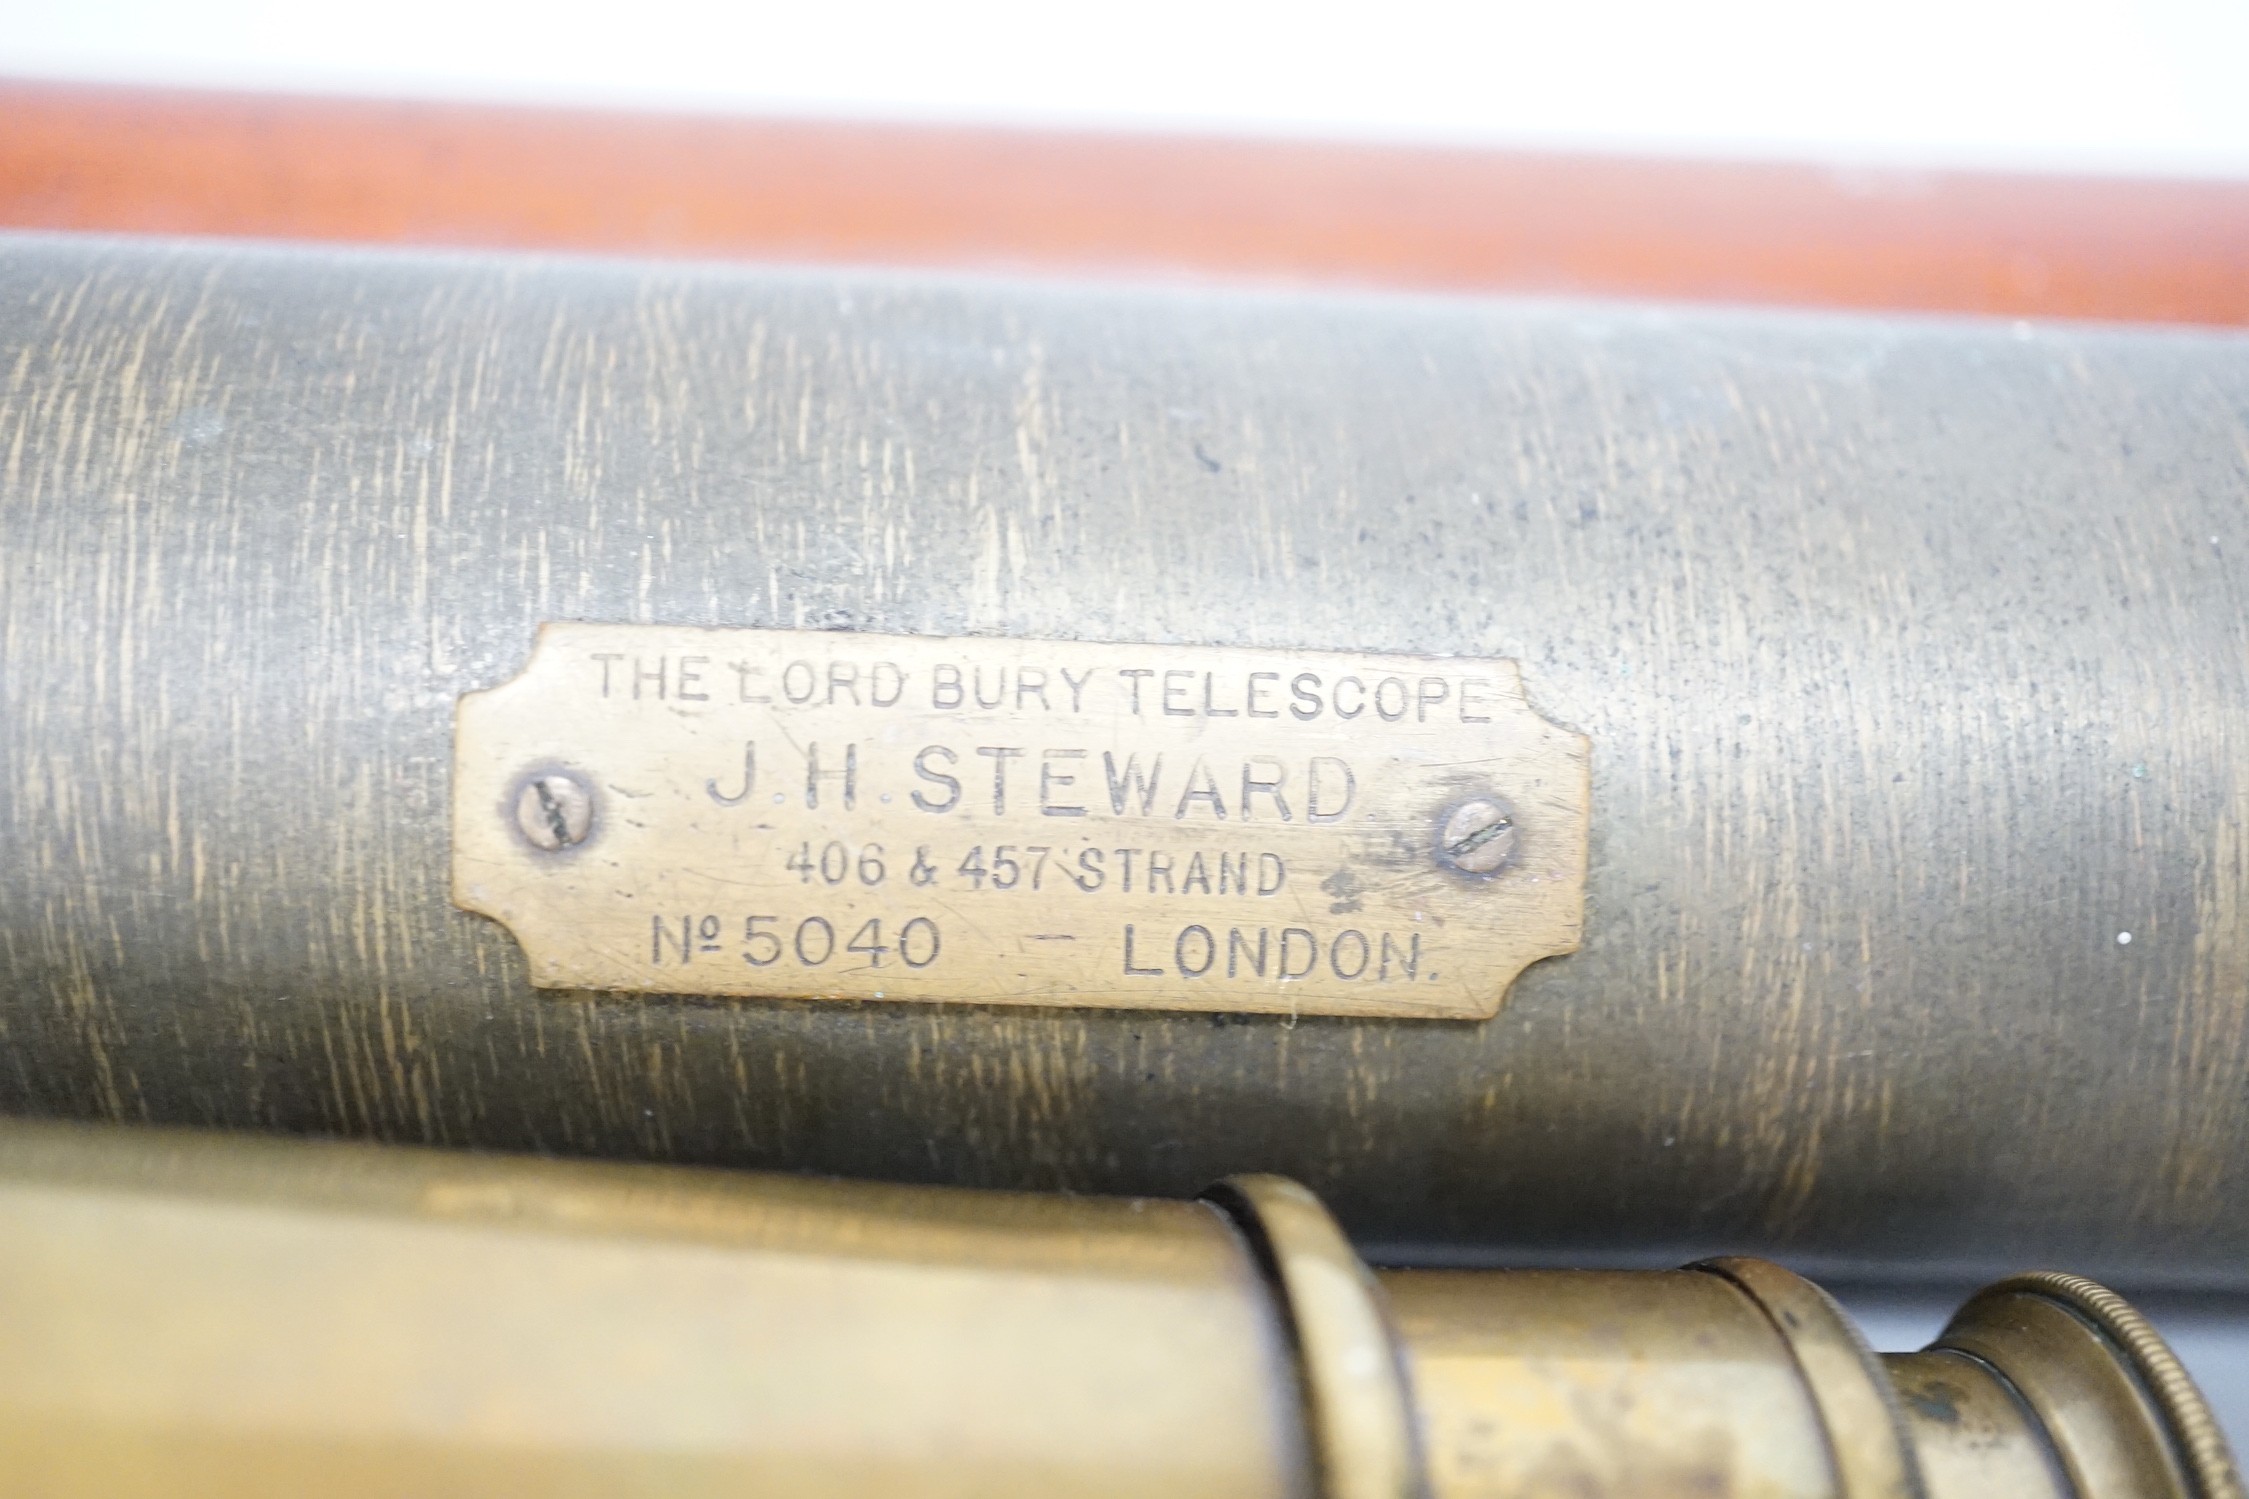 THE LORD BURY TELESCOPE
J. H. STEWARD.
406 & 457 STRAND
Nº 5040 — LONDON.